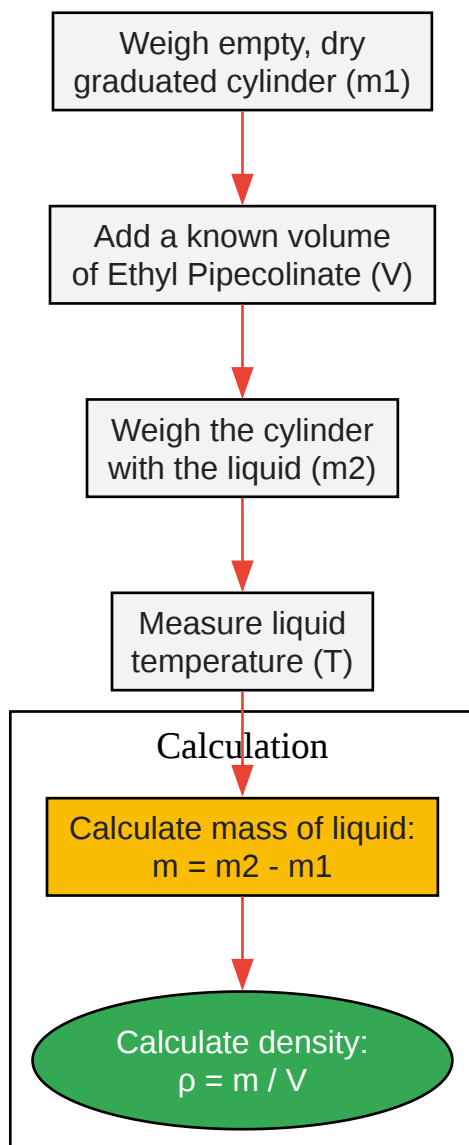 Weigh empty, dry
graduated cylinder (m1)
Add a known volume
of Ethyl Pipecolinate (V)
Weigh the cylinder
with the liquid (m2)
Measure liquid
temperature (T)
Calculation
Calculate mass of liquid:
m = m2 - m1
Calculate density:
ρ = m / V